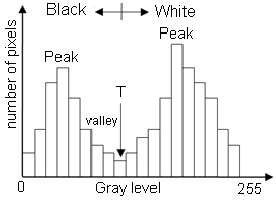 Black White
Peak
Peak
number of pixels
T
valley
0 Gray level 255